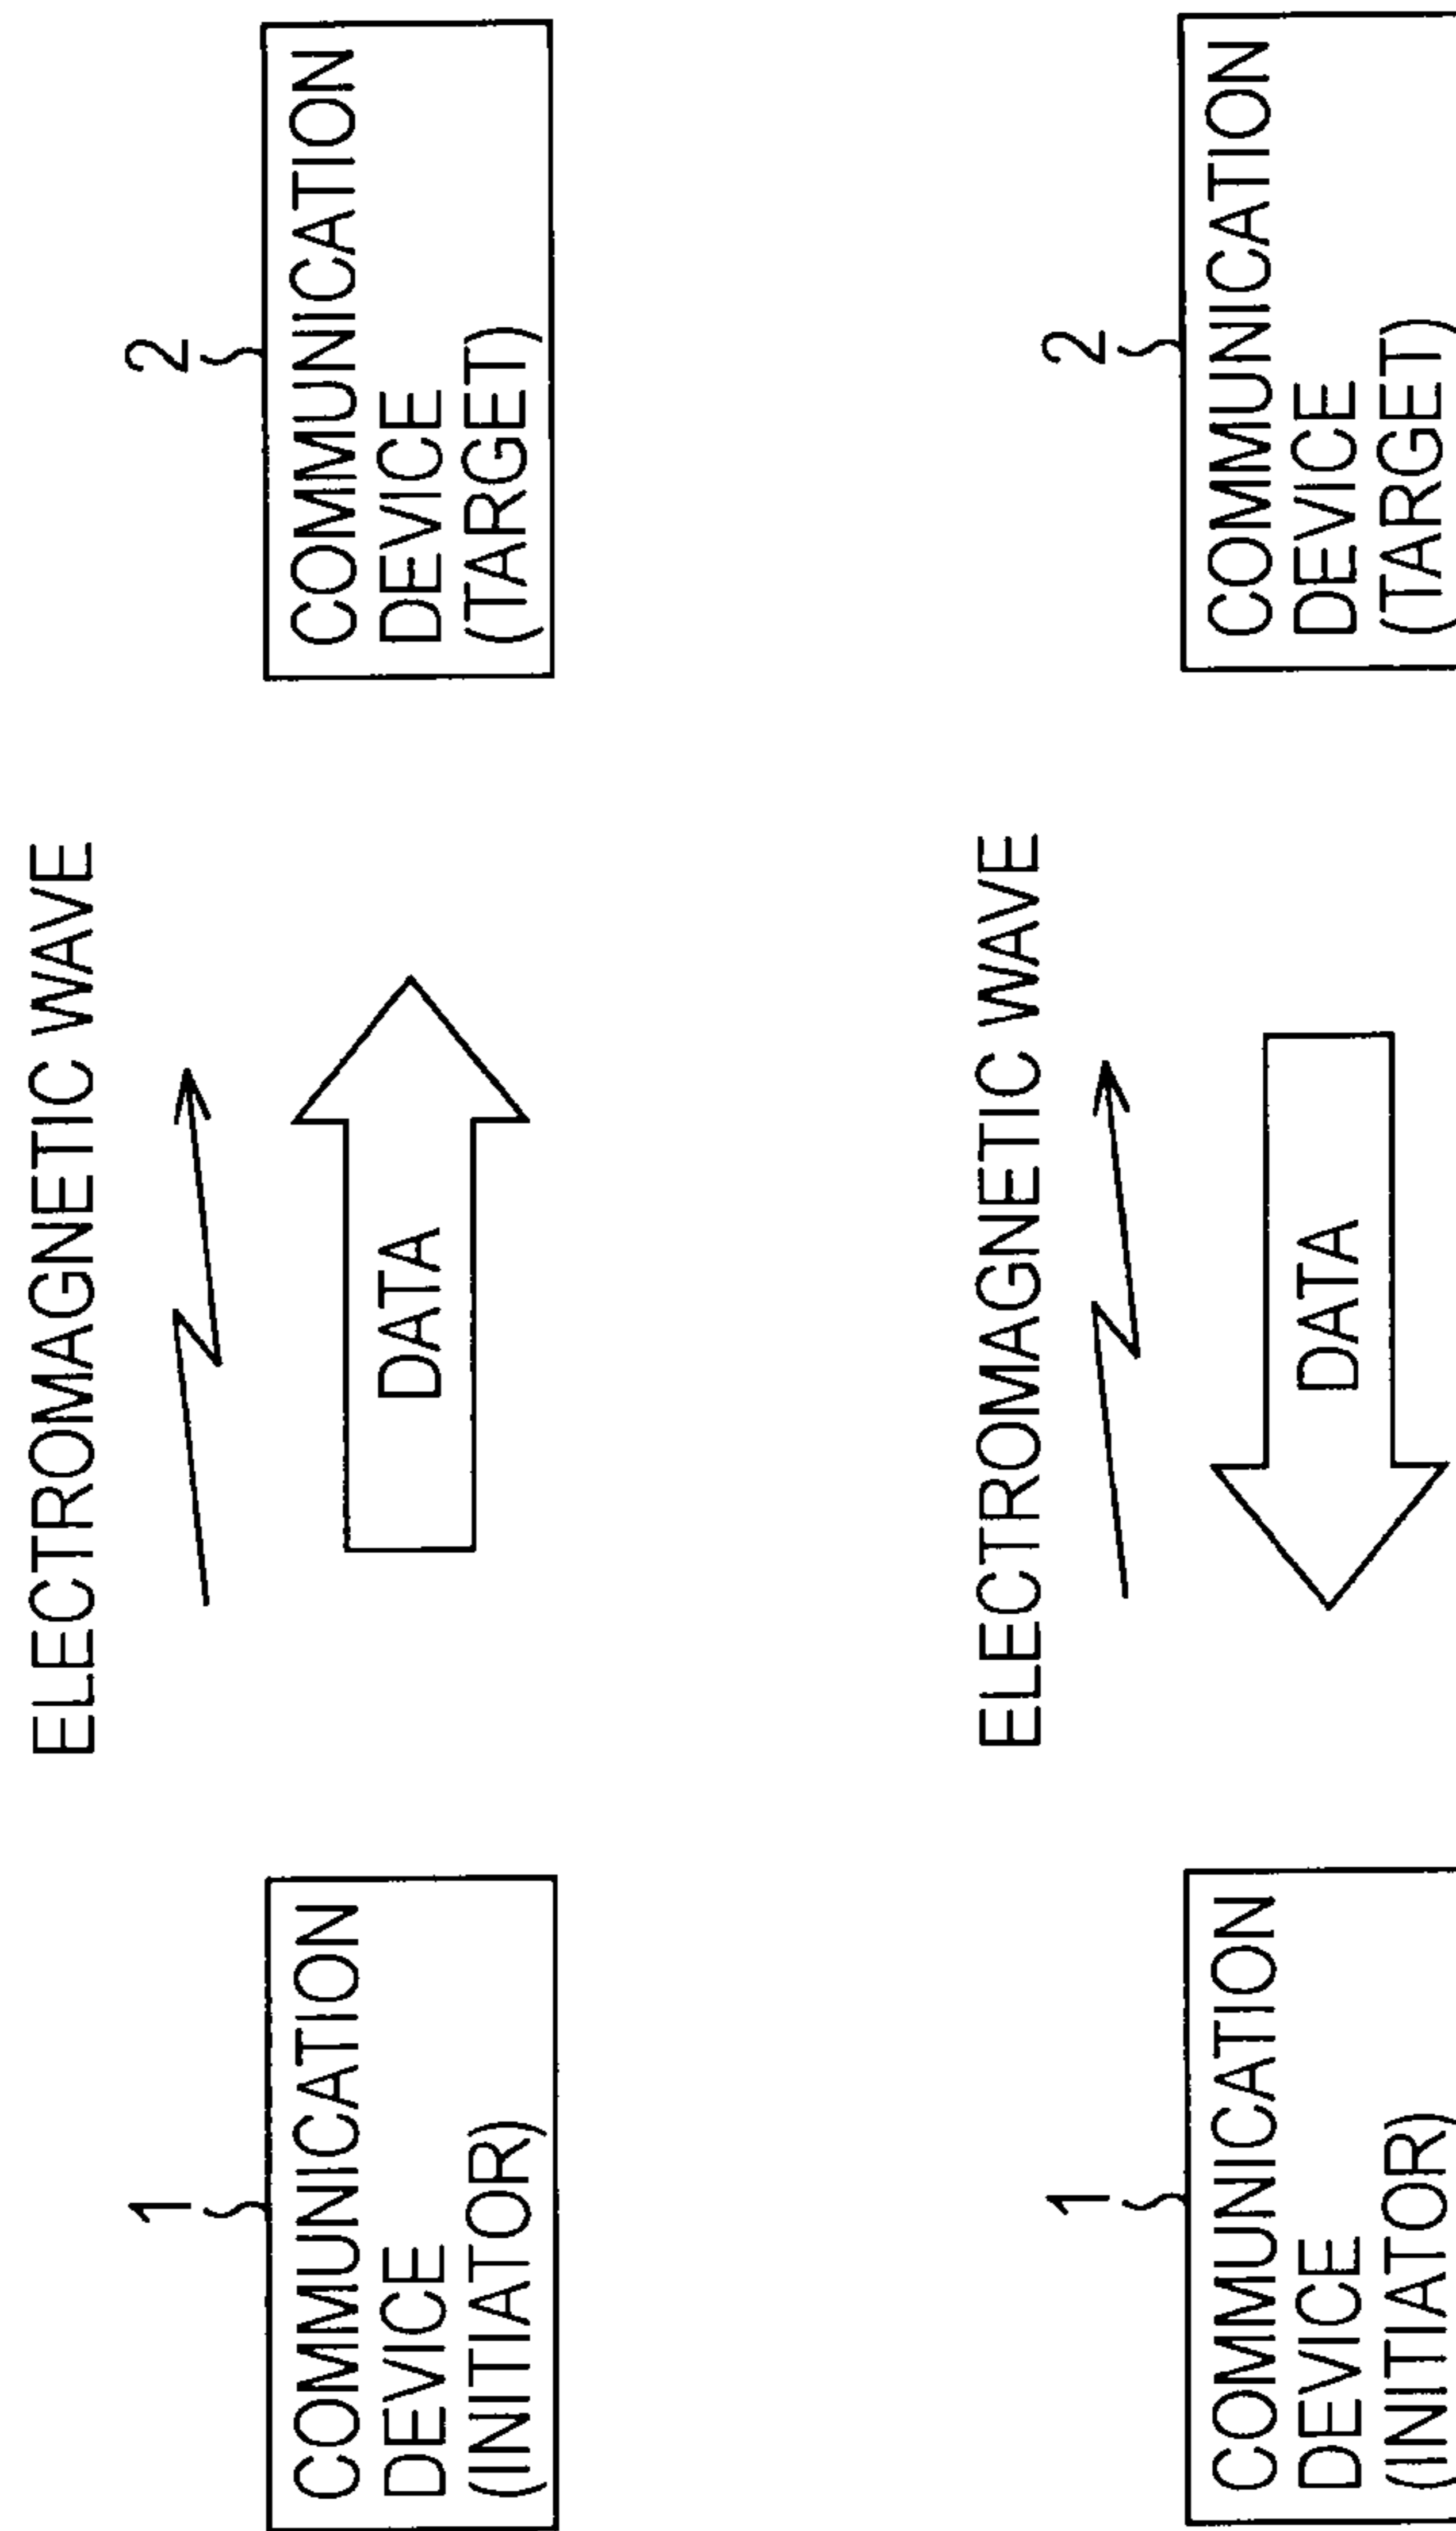 ELECTROMAGNETIC WAVE
1
2
COMMUNICATION
DEVICE
(INITIATOR)
DATA
COMMUNICATION
DEVICE
(TARGET)
ELECTROMAGNETIC WAVE
1
2
COMMUNICATION
DEVICE
(INITIATOR)
DATA
COMMUNICATION
DEVICE
(TARGET)